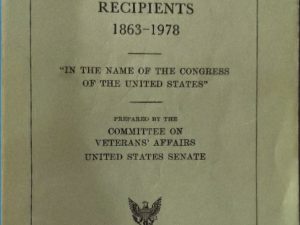 RECIPIENTS
1863–1978
"IN THE NAME OF THE CONGRESS
OF THE UNITED STATES"
PREPARED BY THE
COMMITTEE ON
VETERANS' AFFAIRS
UNITED STATES SENATE